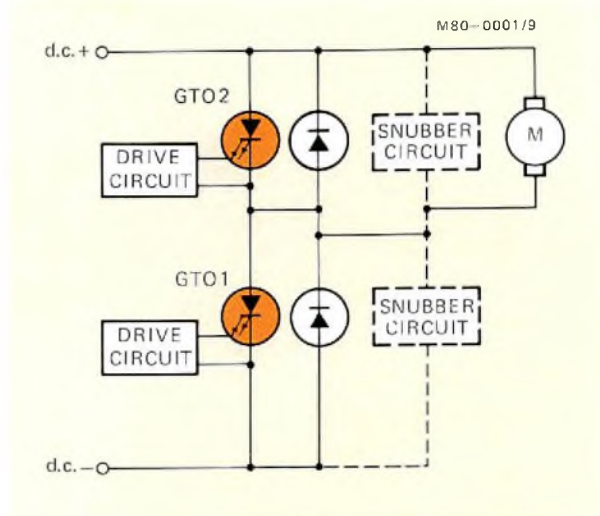 M80-0001/9
d.c.+
GTO2
DRIVE
CIRCUIT
SNUBBER
CIRCUIT
M
GTO1
DRIVE
CIRCUIT
SNUBBER
CIRCUIT
d.c.–